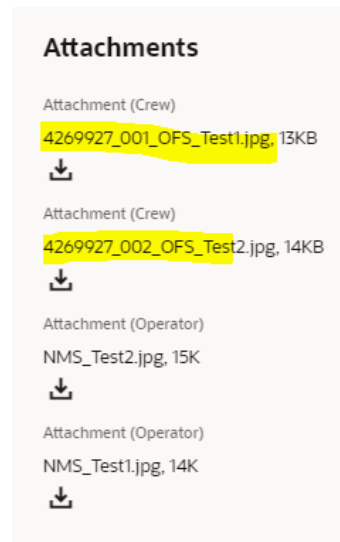 Attachments
Attachment (Crew)
4269927_001_OFS_Test1.jpg, 13KB
Attachment (Crew)
4269927_002_OFS_Test2.jpg, 14KB
Attachment (Operator)
NMS_Test2.jpg, 15K
Attachment (Operator)
NMS_Test1.jpg, 14K